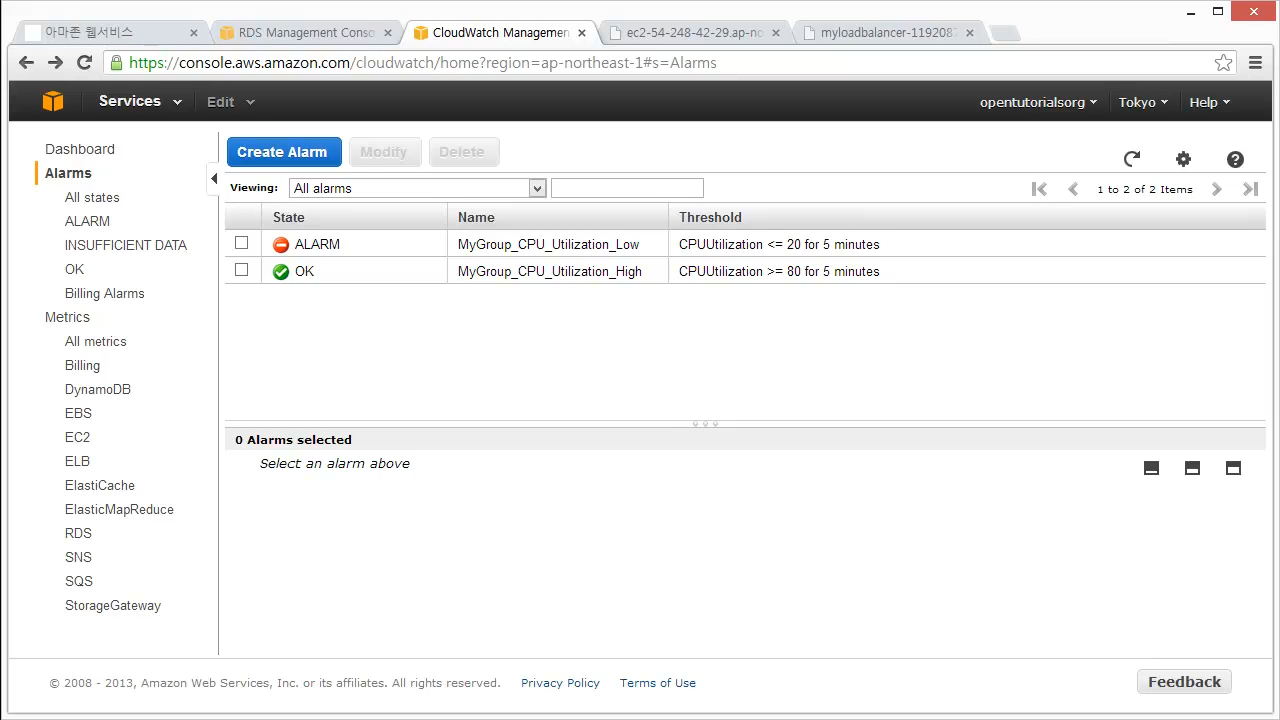 아마존 웹서비스
RDS Management Conso
CloudWatch Managemen
ec2-54-248-42-29.ap-no
myloadbalancer-119208
https://console.aws.amazon.com/cloudwatch/home?region=ap-northeast-1#s=Alarms
Services
Edit
opentutorialsorg
Tokyo
Help
Dashboard
Alarms
All states
ALARM
INSUFFICIENT DATA
OK
Billing Alarms
Metrics
All metrics
Billing
DynamoDB
EBS
EC2
ELB
ElastiCache
ElasticMapReduce
RDS
SNS
SQS
StorageGateway
Create Alarm
Modify
Delete
Viewing:
All alarms
1 to 2 of 2 Items
State Name Threshold
ALARM MyGroup_CPU_Utilization_Low CPUUtilization <= 20 for 5 minutes
OK MyGroup_CPU_Utilization_High CPUUtilization >= 80 for 5 minutes
0 Alarms selected
Select an alarm above
© 2008 - 2013, Amazon Web Services, Inc. or its affiliates. All rights reserved.
Privacy Policy
Terms of Use
Feedback